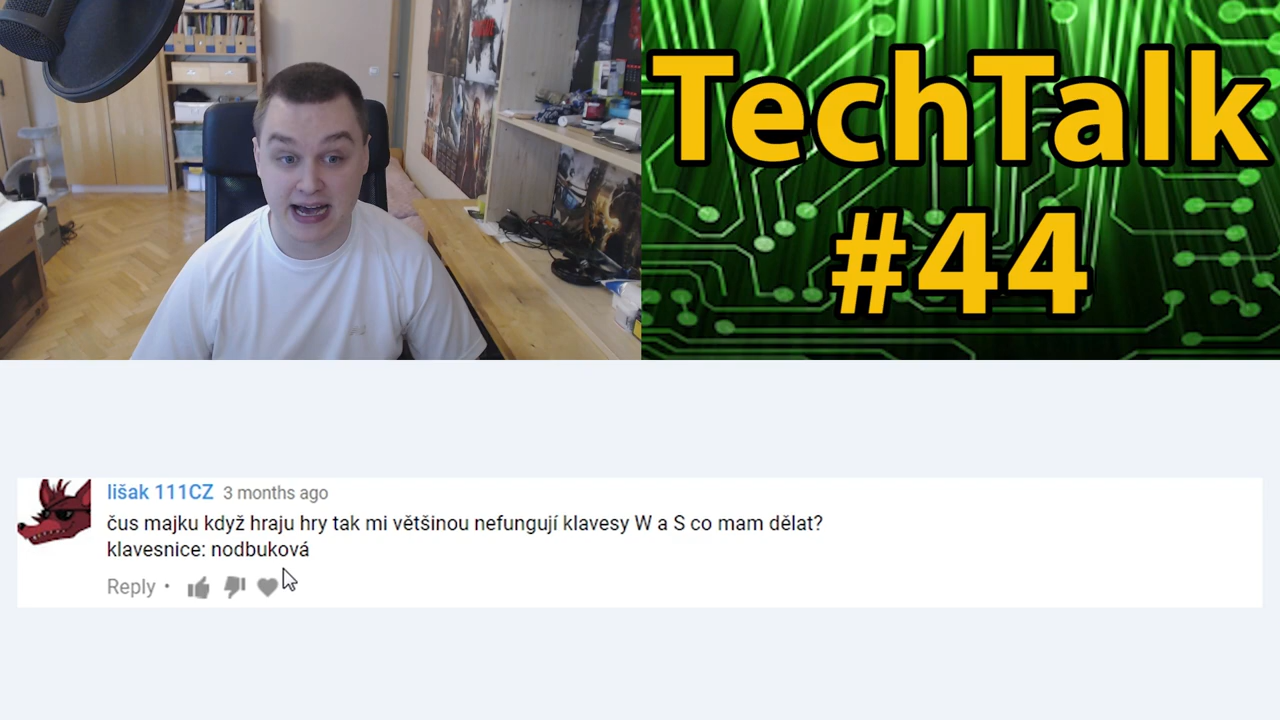 TechTalk
#44
lišak 111CZ 3 months ago
čus majku když hraju hry tak mi většinou nefungují klavesy W a S co mam dělat?
klavesnice: nodbuková
Reply •